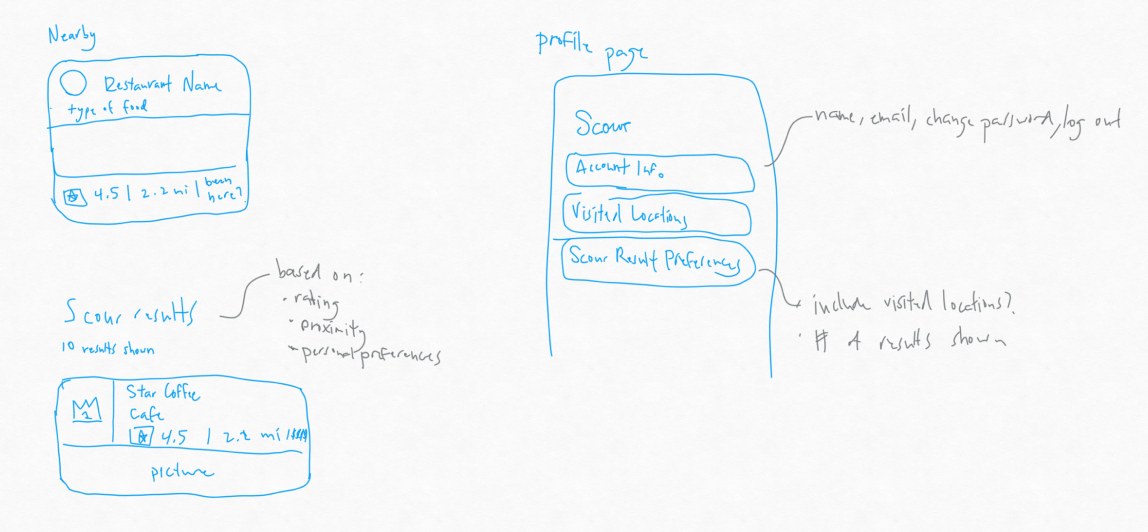 Nearby
Restaurant Name
type of food
4.5 | 2.2 mi | been here?
Scour results
10 results shown
based on:
• rating
• proximity
• personal preferences
2
Star Coffee
Cafe
4.5 | 2.2 mi |
picture
profile page
Scour
Account Info
Visited Locations
Scour Result Preferences
name, email, change password, log out
• include visited locations?
• # of results shown